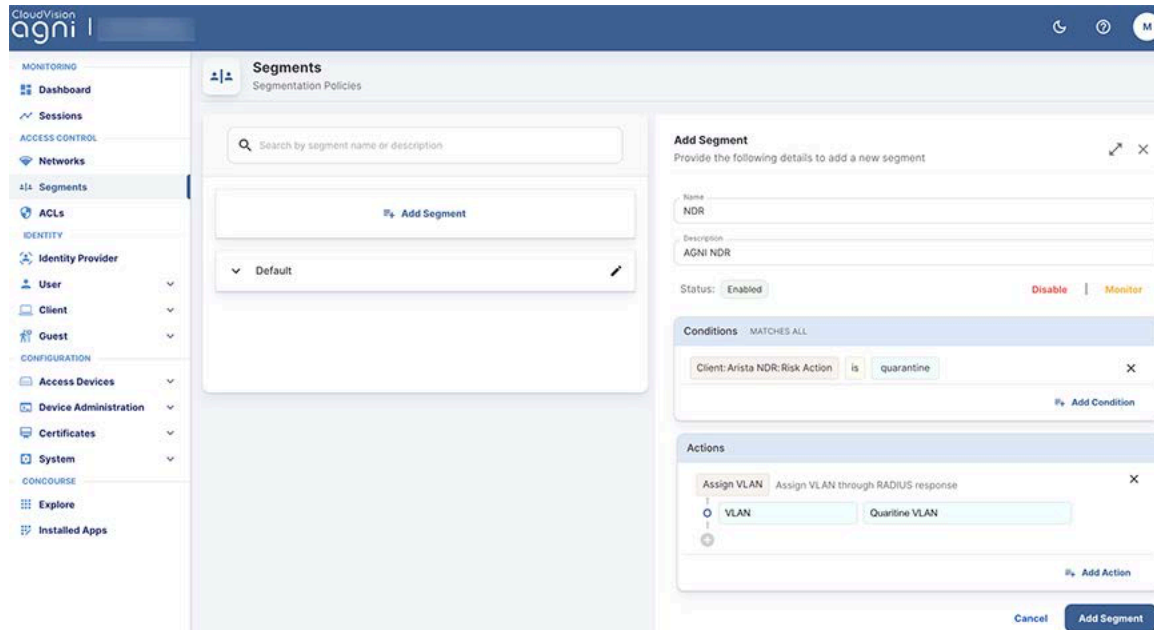 CloudVision
agni |
M
MONITORING
Dashboard
Sessions
ACCESS CONTROL
Networks
Segments
ACLs
IDENTITY
Identity Provider
User
Client
Guest
CONFIGURATION
Access Devices
Device Administration
Certificates
System
CONCOURSE
Explore
Installed Apps
Segments
Segmentation Policies
Search by segment name or description
Add Segment
Default
Add Segment
Provide the following details to add a new segment
Name
NDR
Description
AGNI NDR
Status: Enabled Disable | Monitor
Conditions MATCHES ALL
Client:Arista NDR:Risk Action is quarantine
Add Condition
Actions
Assign VLAN Assign VLAN through RADIUS response
VLAN Quaritine VLAN
Add Action
Cancel Add Segment